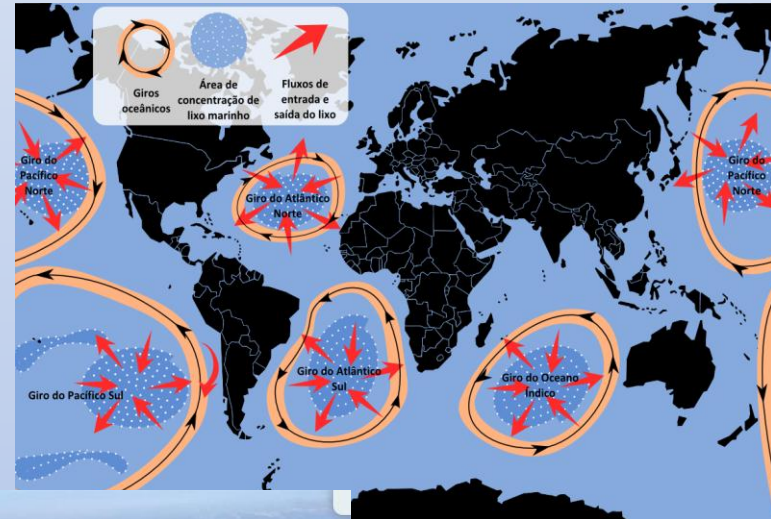 Giros
oceânicos
Área de
concentração de
lixo marinho
Fluxos de
entrada e
saída do lixo
Giro do
Pacífico
Norte
Giro do Atlântico
Norte
Giro do
Pacífico
Norte
Giro do Pacífico Sul
Giro do Atlântico
Sul
Giro do Oceano
Índico